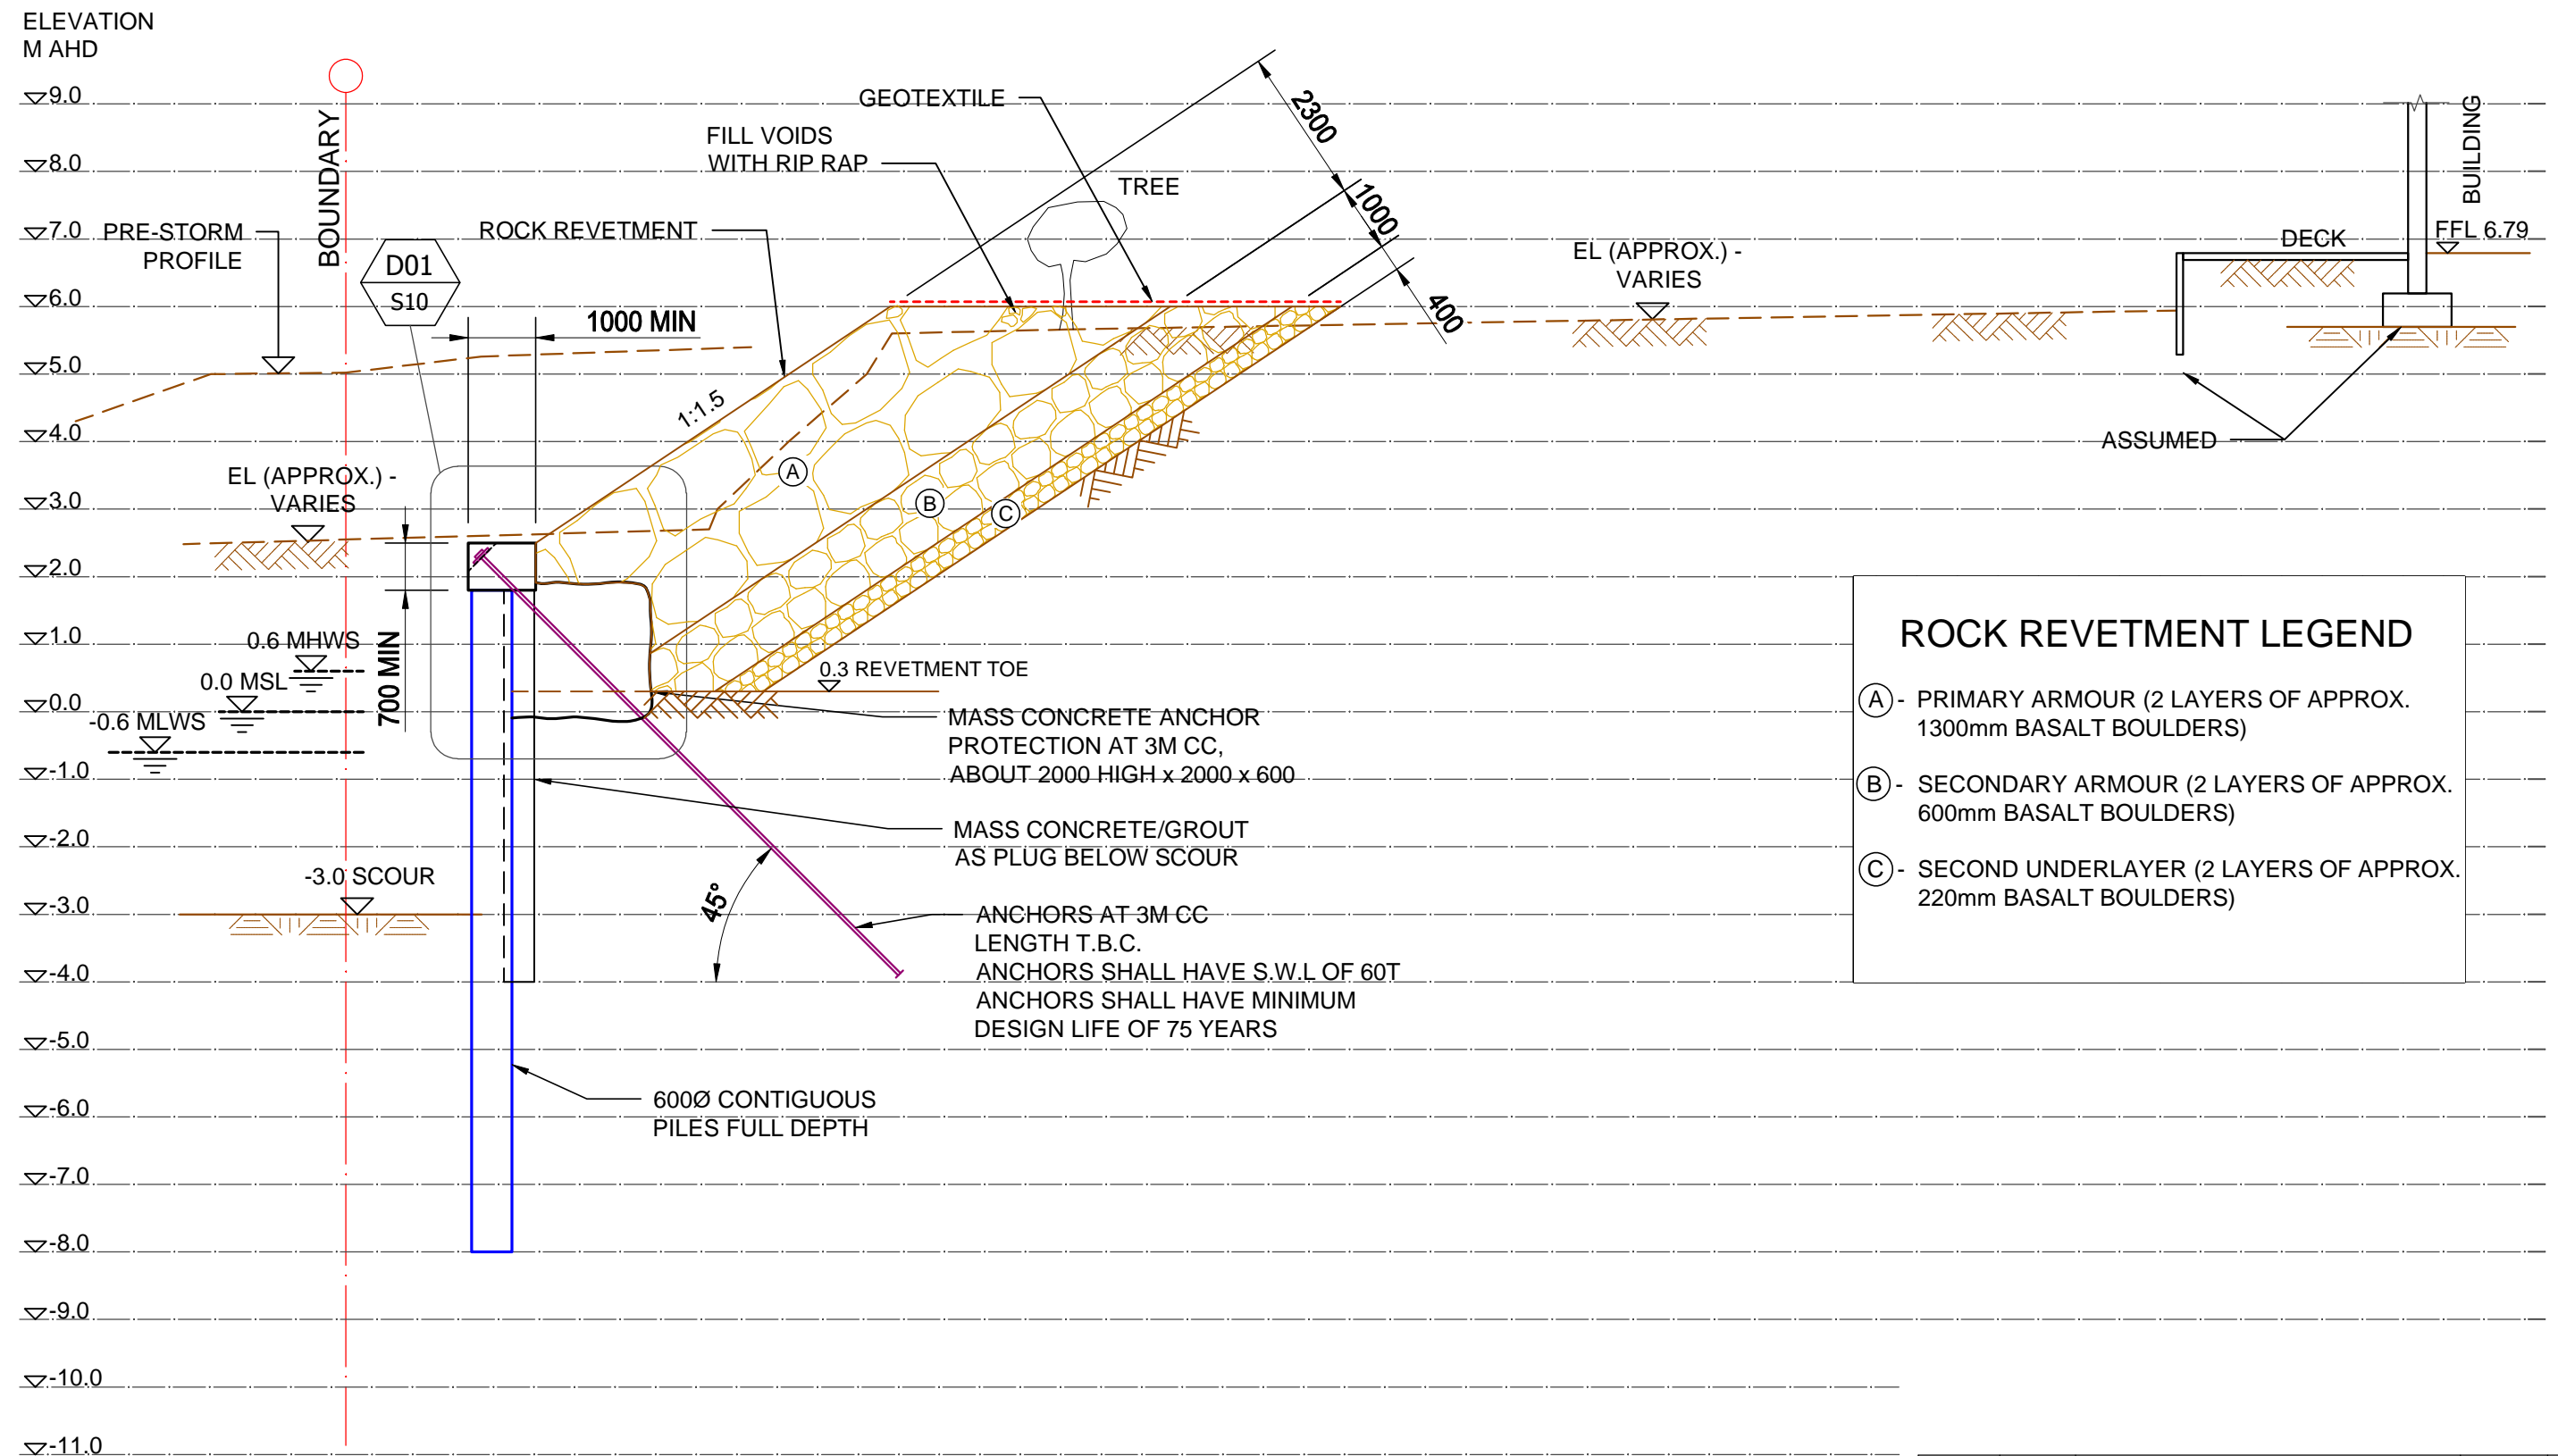 ELEVATION
M AHD
9.0
8.0
7.0
6.0
5.0
4.0
3.0
2.0
1.0
0.0
-1.0
-2.0
-3.0
-4.0
-5.0
-6.0
-7.0
-8.0
-9.0
-10.0
-11.0
BOUNDARY
PRE-STORM
PROFILE
D01
S10
GEOTEXTILE
FILL VOIDS
WITH RIP RAP
ROCK REVETMENT
TREE
2300
1000
400
1000 MIN
1:1.5
EL (APPROX.) -
VARIES
DECK
BUILDING
FFL 6.79
ASSUMED
EL (APPROX.) -
VARIES
A
B
C
700 MIN
0.6 MHWS
0.0 MSL
-0.6 MLWS
0.3 REVETMENT TOE
MASS CONCRETE ANCHOR
PROTECTION AT 3M CC,
ABOUT 2000 HIGH x 2000 x 600
MASS CONCRETE/GROUT
AS PLUG BELOW SCOUR
-3.0 SCOUR
45°
ANCHORS AT 3M CC
LENGTH T.B.C.
ANCHORS SHALL HAVE S.W.L OF 60T
ANCHORS SHALL HAVE MINIMUM
DESIGN LIFE OF 75 YEARS
600Ø CONTIGUOUS
PILES FULL DEPTH
ROCK REVETMENT LEGEND
A - PRIMARY ARMOUR (2 LAYERS OF APPROX.
1300mm BASALT BOULDERS)
B - SECONDARY ARMOUR (2 LAYERS OF APPROX.
600mm BASALT BOULDERS)
C - SECOND UNDERLAYER (2 LAYERS OF APPROX.
220mm BASALT BOULDERS)